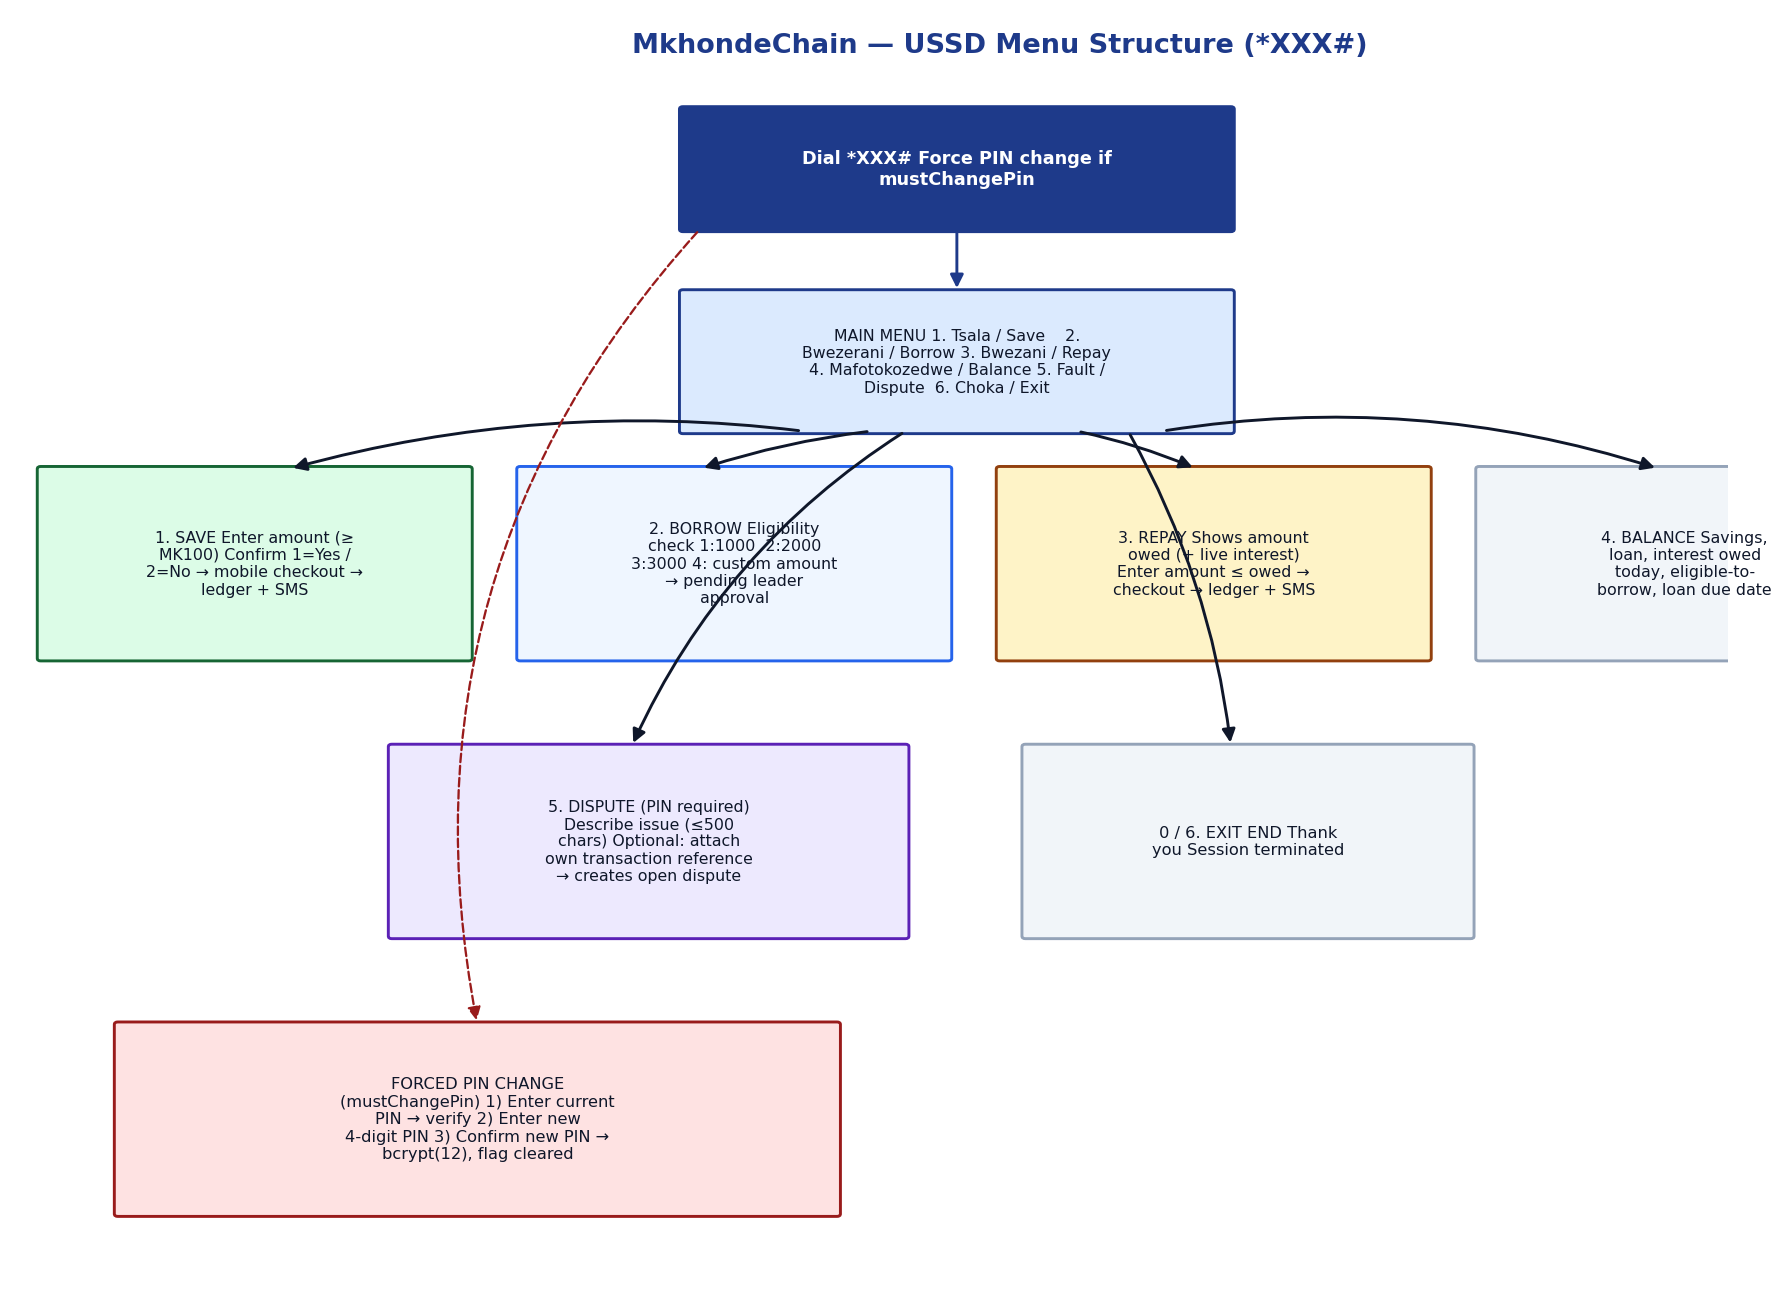 MkhondeChain — USSD Menu Structure (*XXX#)
Dial *XXX# Force PIN change if
mustChangePin
MAIN MENU 1. Tsala / Save    2.
Bwezerani / Borrow 3. Bwezani / Repay
4. Mafotokozedwe / Balance 5. Fault /
Dispute  6. Choka / Exit
1. SAVE Enter amount (≥
MK100) Confirm 1=Yes /
2=No → mobile checkout →
ledger + SMS
2. BORROW Eligibility
check 1:1000  2:2000
3:3000 4: custom amount
→ pending leader
approval
3. REPAY Shows amount
owed (+ live interest)
Enter amount ≤ owed →
checkout → ledger + SMS
4. BALANCE Savings,
loan, interest owed
today, eligible-to-
borrow, loan due date
5. DISPUTE (PIN required)
Describe issue (≤500
chars) Optional: attach
own transaction reference
→ creates open dispute
0 / 6. EXIT END Thank
you Session terminated
FORCED PIN CHANGE
(mustChangePin) 1) Enter current
PIN → verify 2) Enter new
4-digit PIN 3) Confirm new PIN →
bcrypt(12), flag cleared